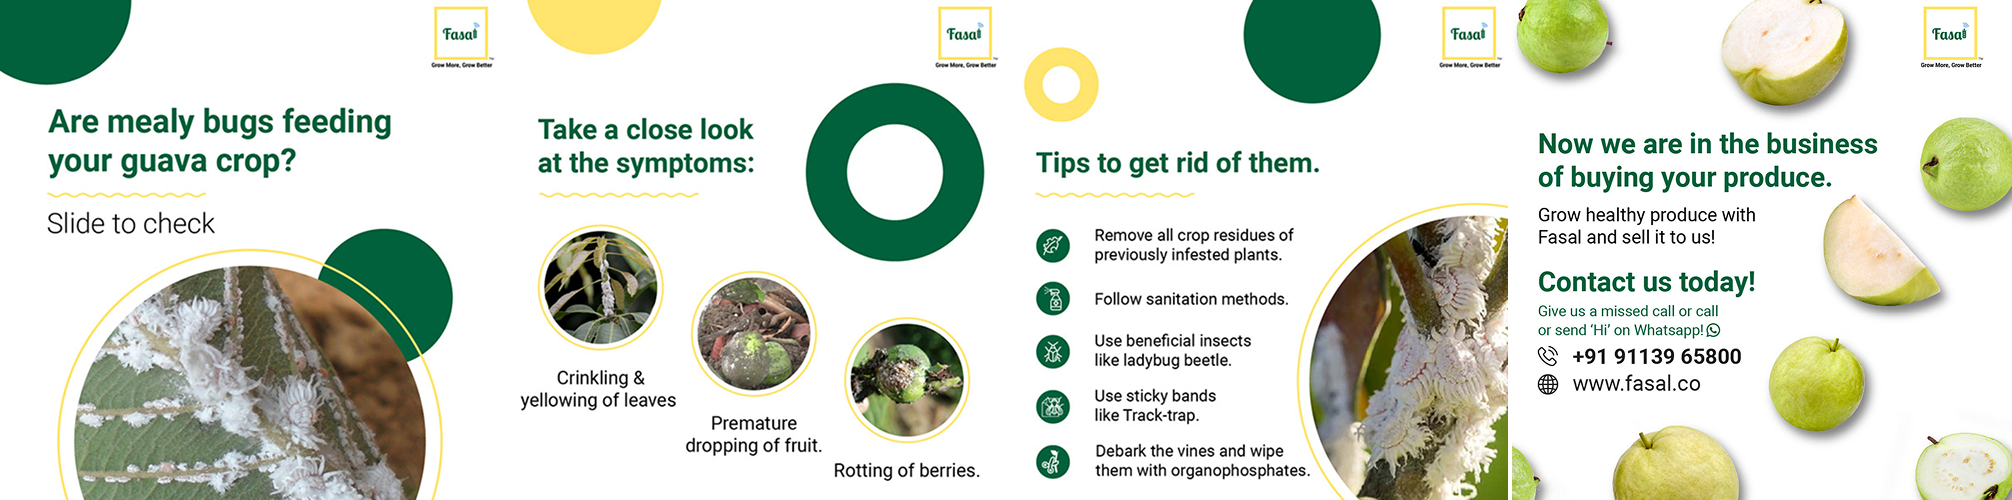 Fasal
Grow More, Grow Better
Are mealy bugs feeding
your guava crop?
Slide to check
Fasal
Grow More, Grow Better
Take a close look
at the symptoms:
Crinkling &
yellowing of leaves
Premature
dropping of fruit.
Rotting of berries.
Fasal
Grow More, Grow Better
Tips to get rid of them.
Remove all crop residues of
previously infested plants.
Follow sanitation methods.
Use beneficial insects
like ladybug beetle.
Use sticky bands
like Track-trap.
Debark the vines and wipe
them with organophosphates.
Fasal
Grow More, Grow Better
Now we are in the business
of buying your produce.
Grow healthy produce with
Fasal and sell it to us!
Contact us today!
Give us a missed call or call
or send ‘Hi’ on Whatsapp!
+91 91139 65800
www.fasal.co